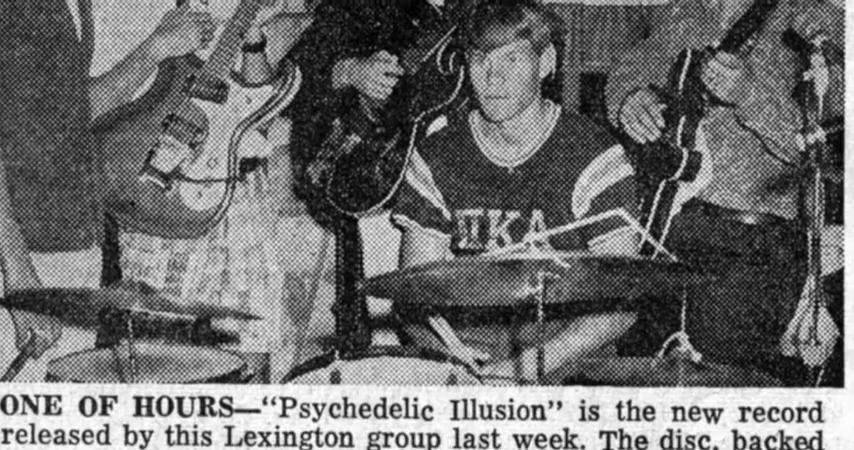 ΠΚΑ
ONE OF HOURS—“Psychedelic Illusion” is the new record
released by this Lexington group last week. The disc, backed